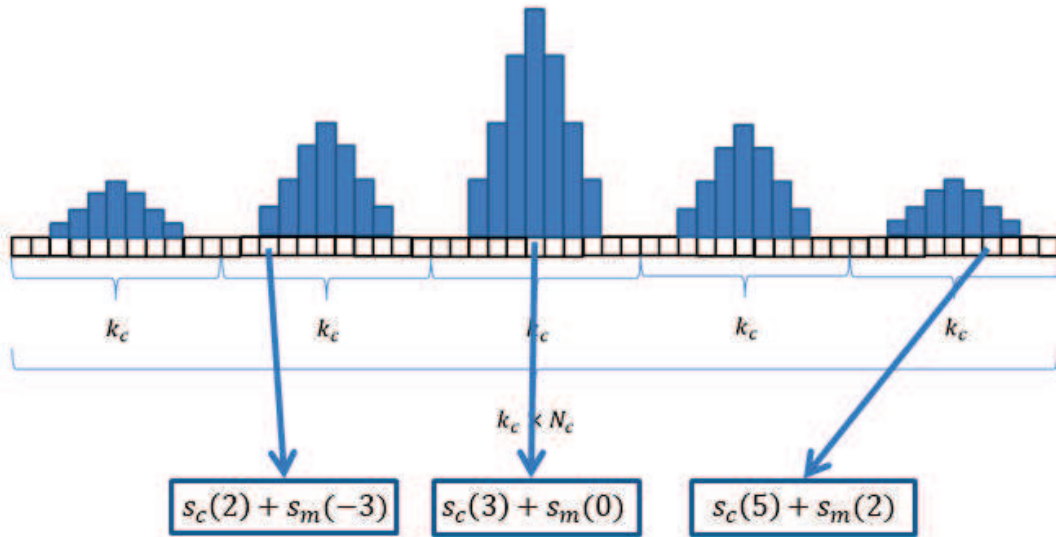 k_c k_c k_c k_c k_c
k_c × N_c
s_c(2) + s_m(−3) s_c(3) + s_m(0) s_c(5) + s_m(2)